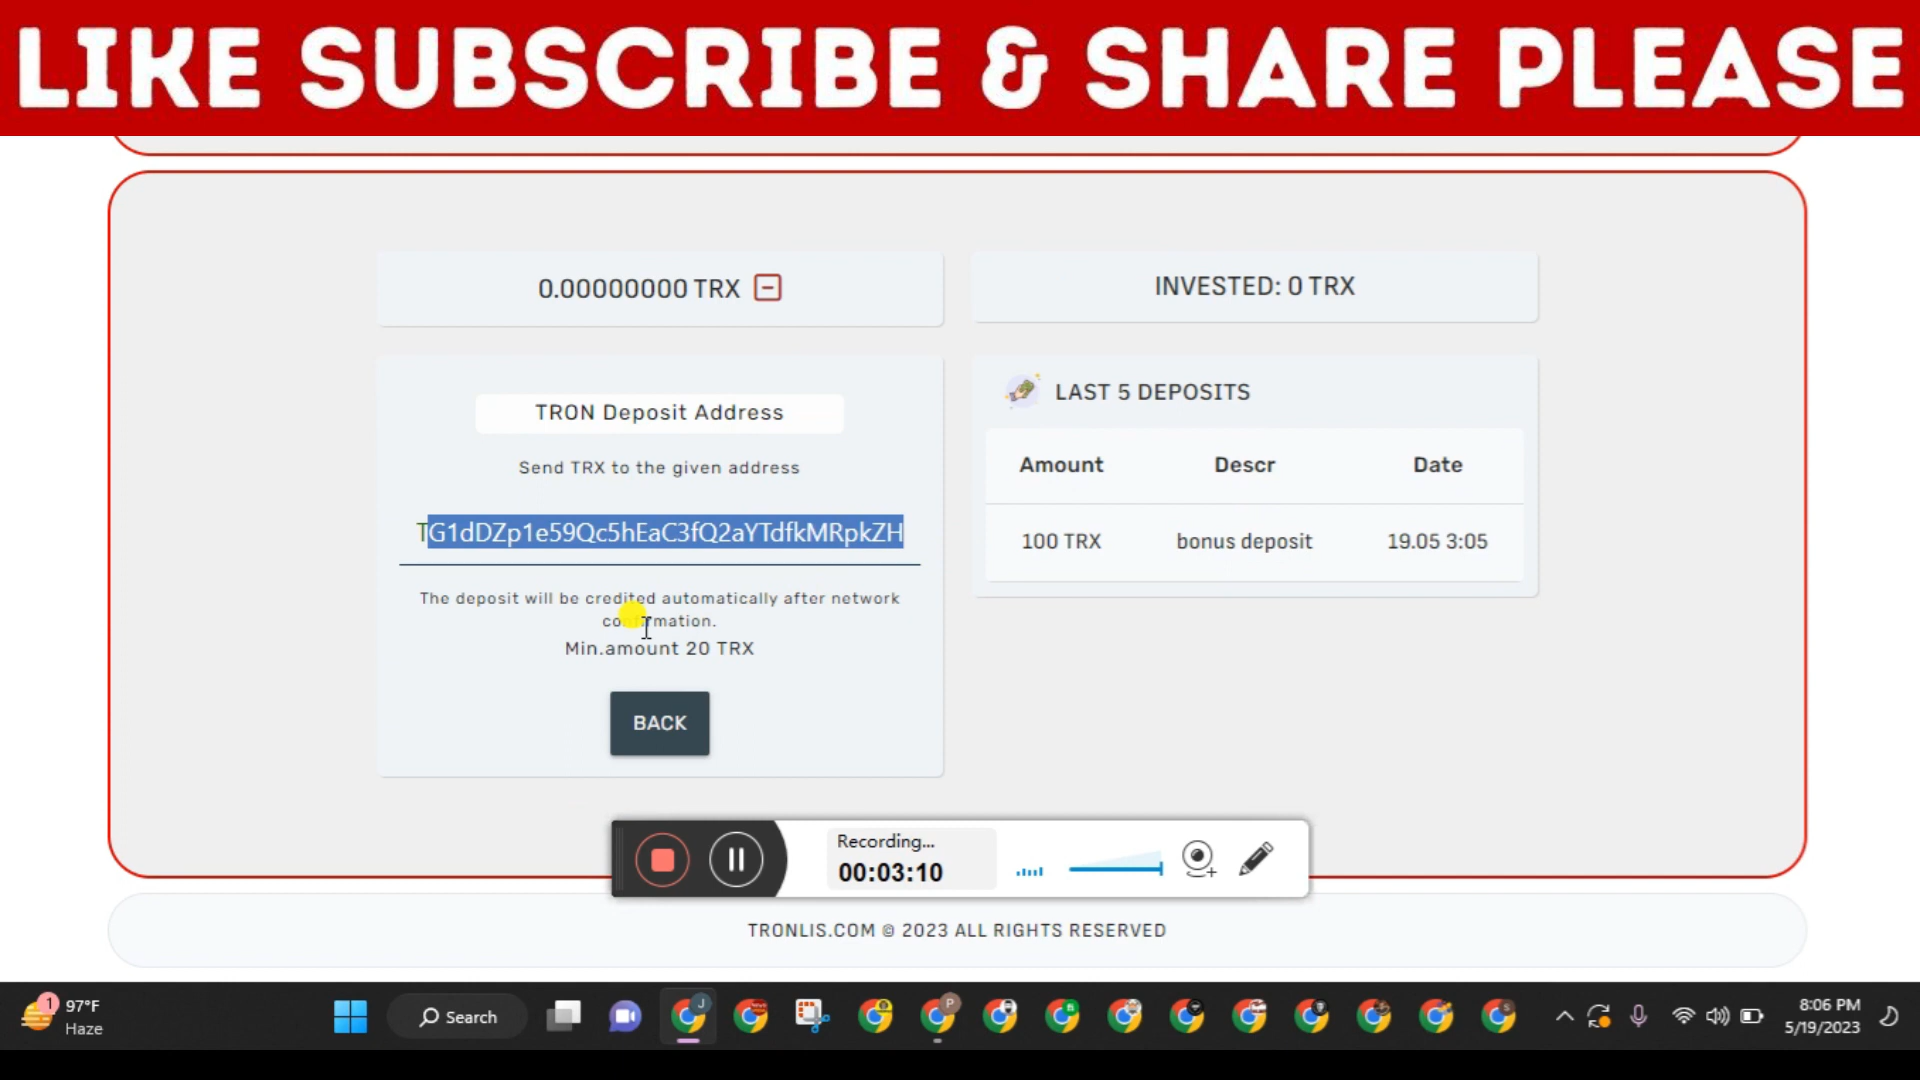 LIKE SUBSCRIBE & SHARE PLEASE
0.00000000 TRX
INVESTED: 0 TRX
TRON Deposit Address
Send TRX to the given address
TG1dDZp1e59Qc5hEaC3fQ2aYTdfkMRpkZH
The deposit will be credited automatically after network
confirmation.
Min.amount 20 TRX
BACK
LAST 5 DEPOSITS
Amount Descr Date
100 TRX bonus deposit 19.05 3:05
Recording...
00:03:10
TRONLIS.COM © 2023 ALL RIGHTS RESERVED
1
97°F
Haze
Search
J
P
8:06 PM
5/19/2023